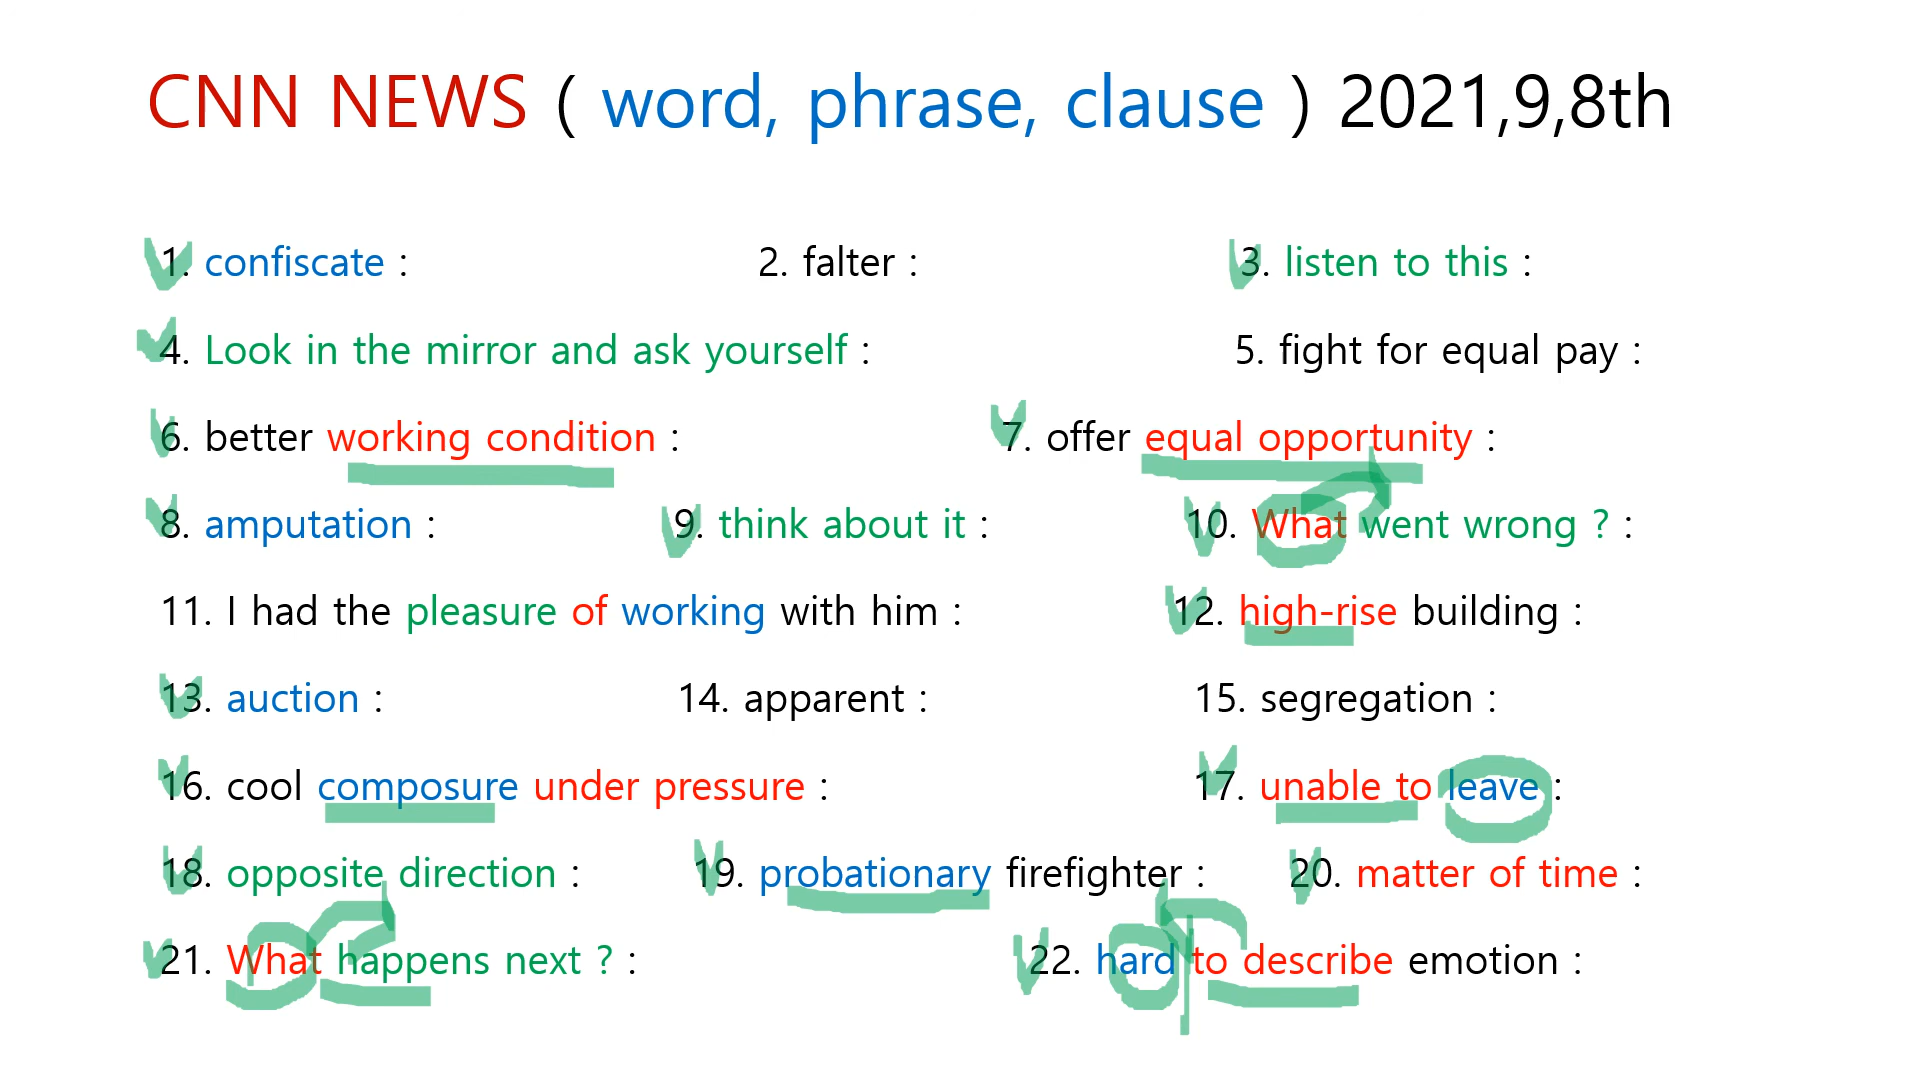 CNN NEWS ( word, phrase, clause ) 2021,9,8th
1. confiscate : 2. falter : 3. listen to this :
4. Look in the mirror and ask yourself : 5. fight for equal pay :
6. better working condition : 7. offer equal opportunity :
8. amputation : 9. think about it : 10. What went wrong ? :
11. I had the pleasure of working with him : 12. high-rise building :
13. auction : 14. apparent : 15. segregation :
16. cool composure under pressure : 17. unable to leave :
18. opposite direction : 19. probationary firefighter : 20. matter of time :
21. What happens next ? : 22. hard to describe emotion :